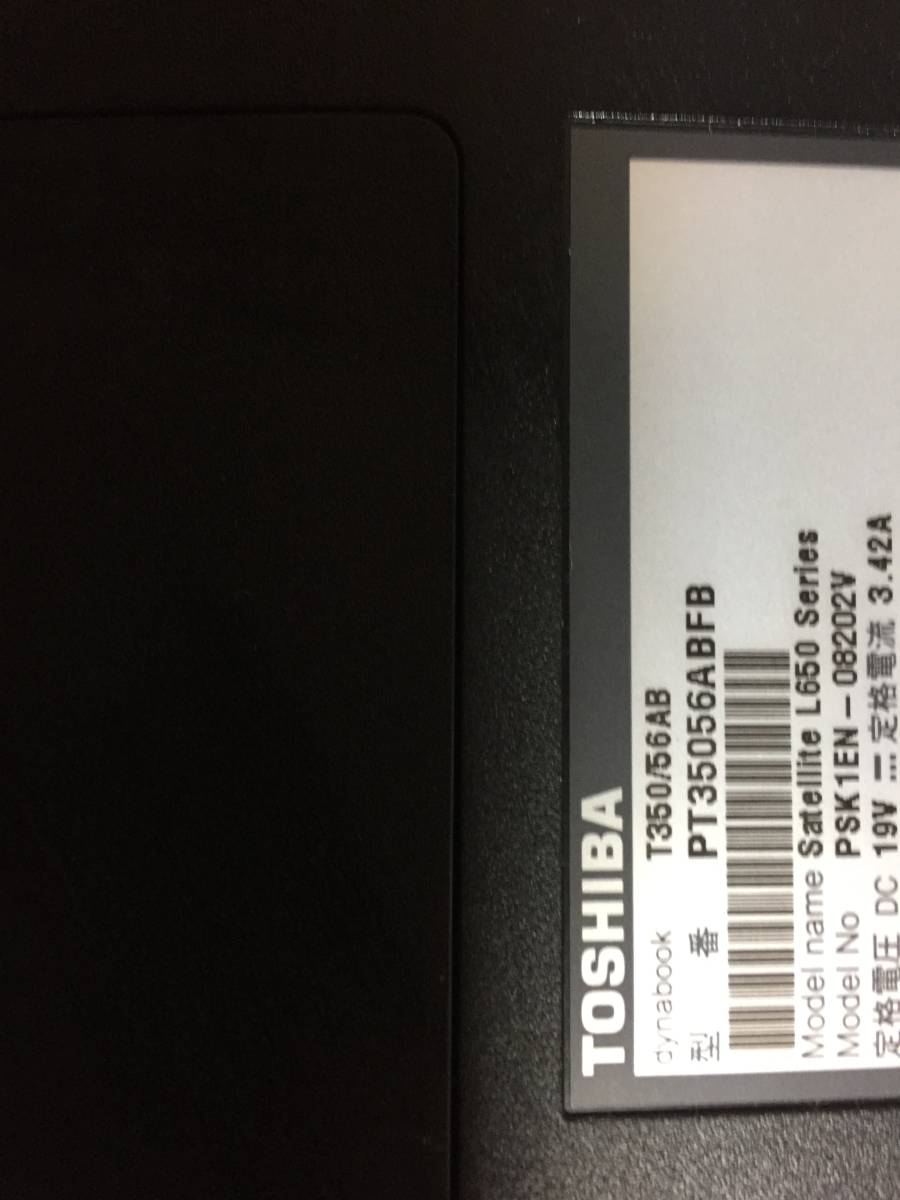 TOSHIBA
dynabook T350/56AB
型 番 PT35056ABFB
Model name Satellite L650 Series
Model No PSK1EN-08202V
定格電圧 DC 19V 定格電流 3.42A